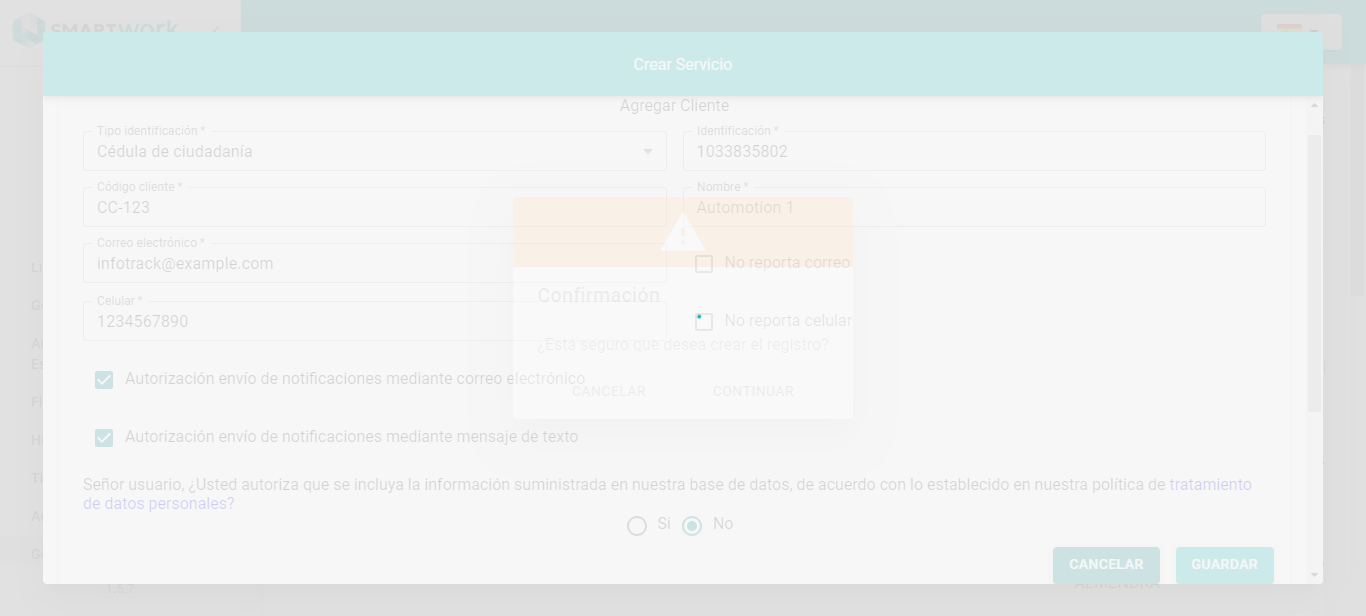 SMARTWORK
Crear Servicio
Agregar Cliente
Tipo identificación *
Cédula de ciudadanía
Identificación *
1033835802
Código cliente *
CC-123
Nombre *
Automotion 1
Correo electrónico *
infotrack@example.com
No reporta correo
Confirmación
Celular *
1234567890
No reporta celular
¿Está seguro que desea crear el registro?
Autorización envío de notificaciones mediante correo electrónico
CANCELAR
CONTINUAR
Autorización envío de notificaciones mediante mensaje de texto
Señor usuario, ¿Usted autoriza que se incluya la información suministrada en nuestra base de datos, de acuerdo con lo establecido en nuestra política de tratamiento
de datos personales?
Si
No
CANCELAR
GUARDAR